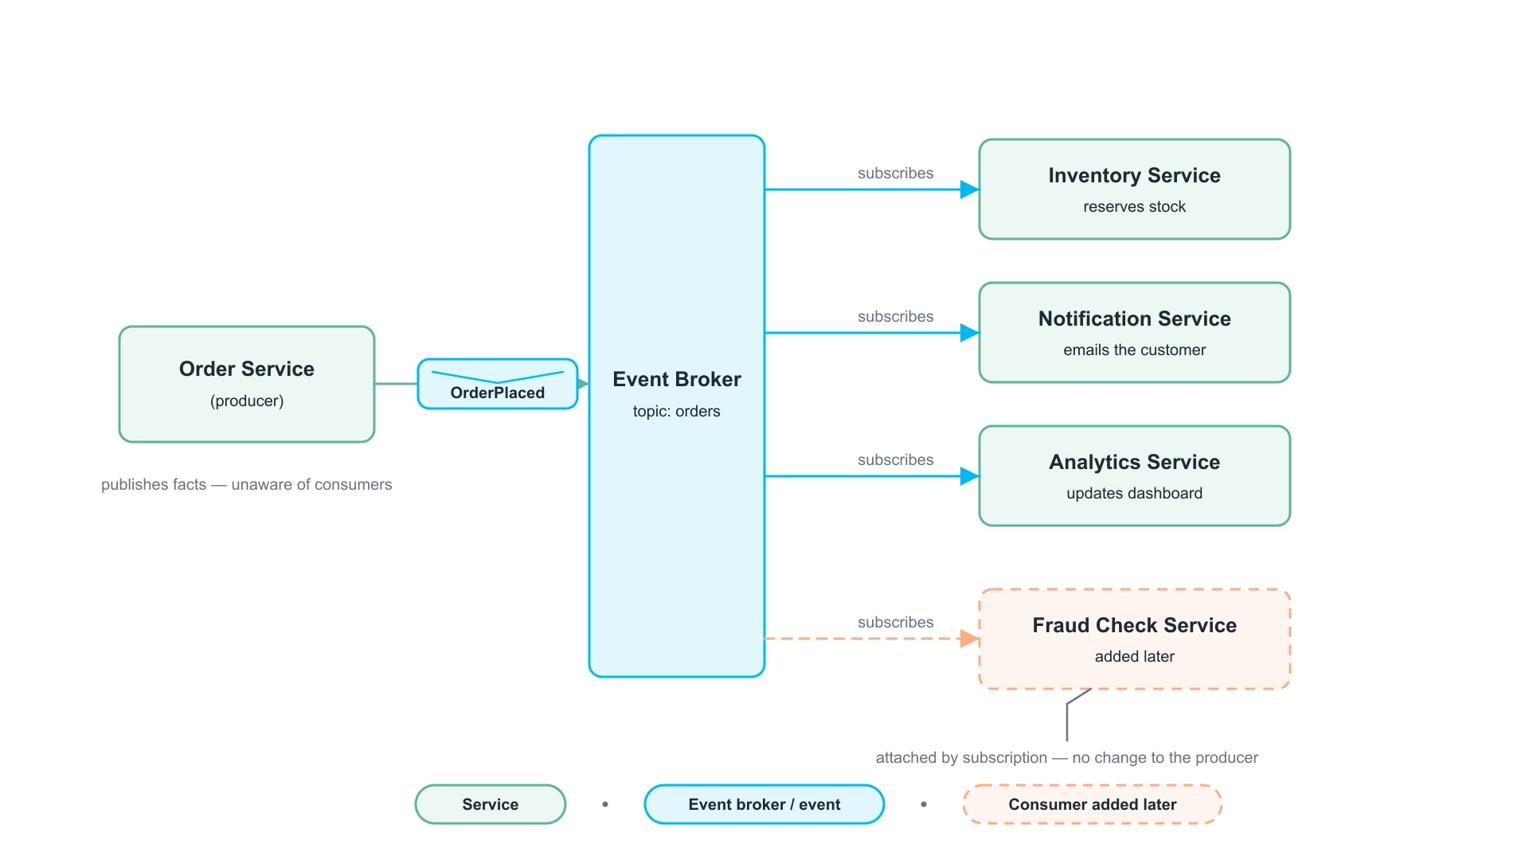 Order Service
(producer)
publishes facts — unaware of consumers
OrderPlaced
Event Broker
topic: orders
subscribes
Inventory Service
reserves stock
subscribes
Notification Service
emails the customer
subscribes
Analytics Service
updates dashboard
subscribes
Fraud Check Service
added later
attached by subscription — no change to the producer
Service
•
Event broker / event
•
Consumer added later